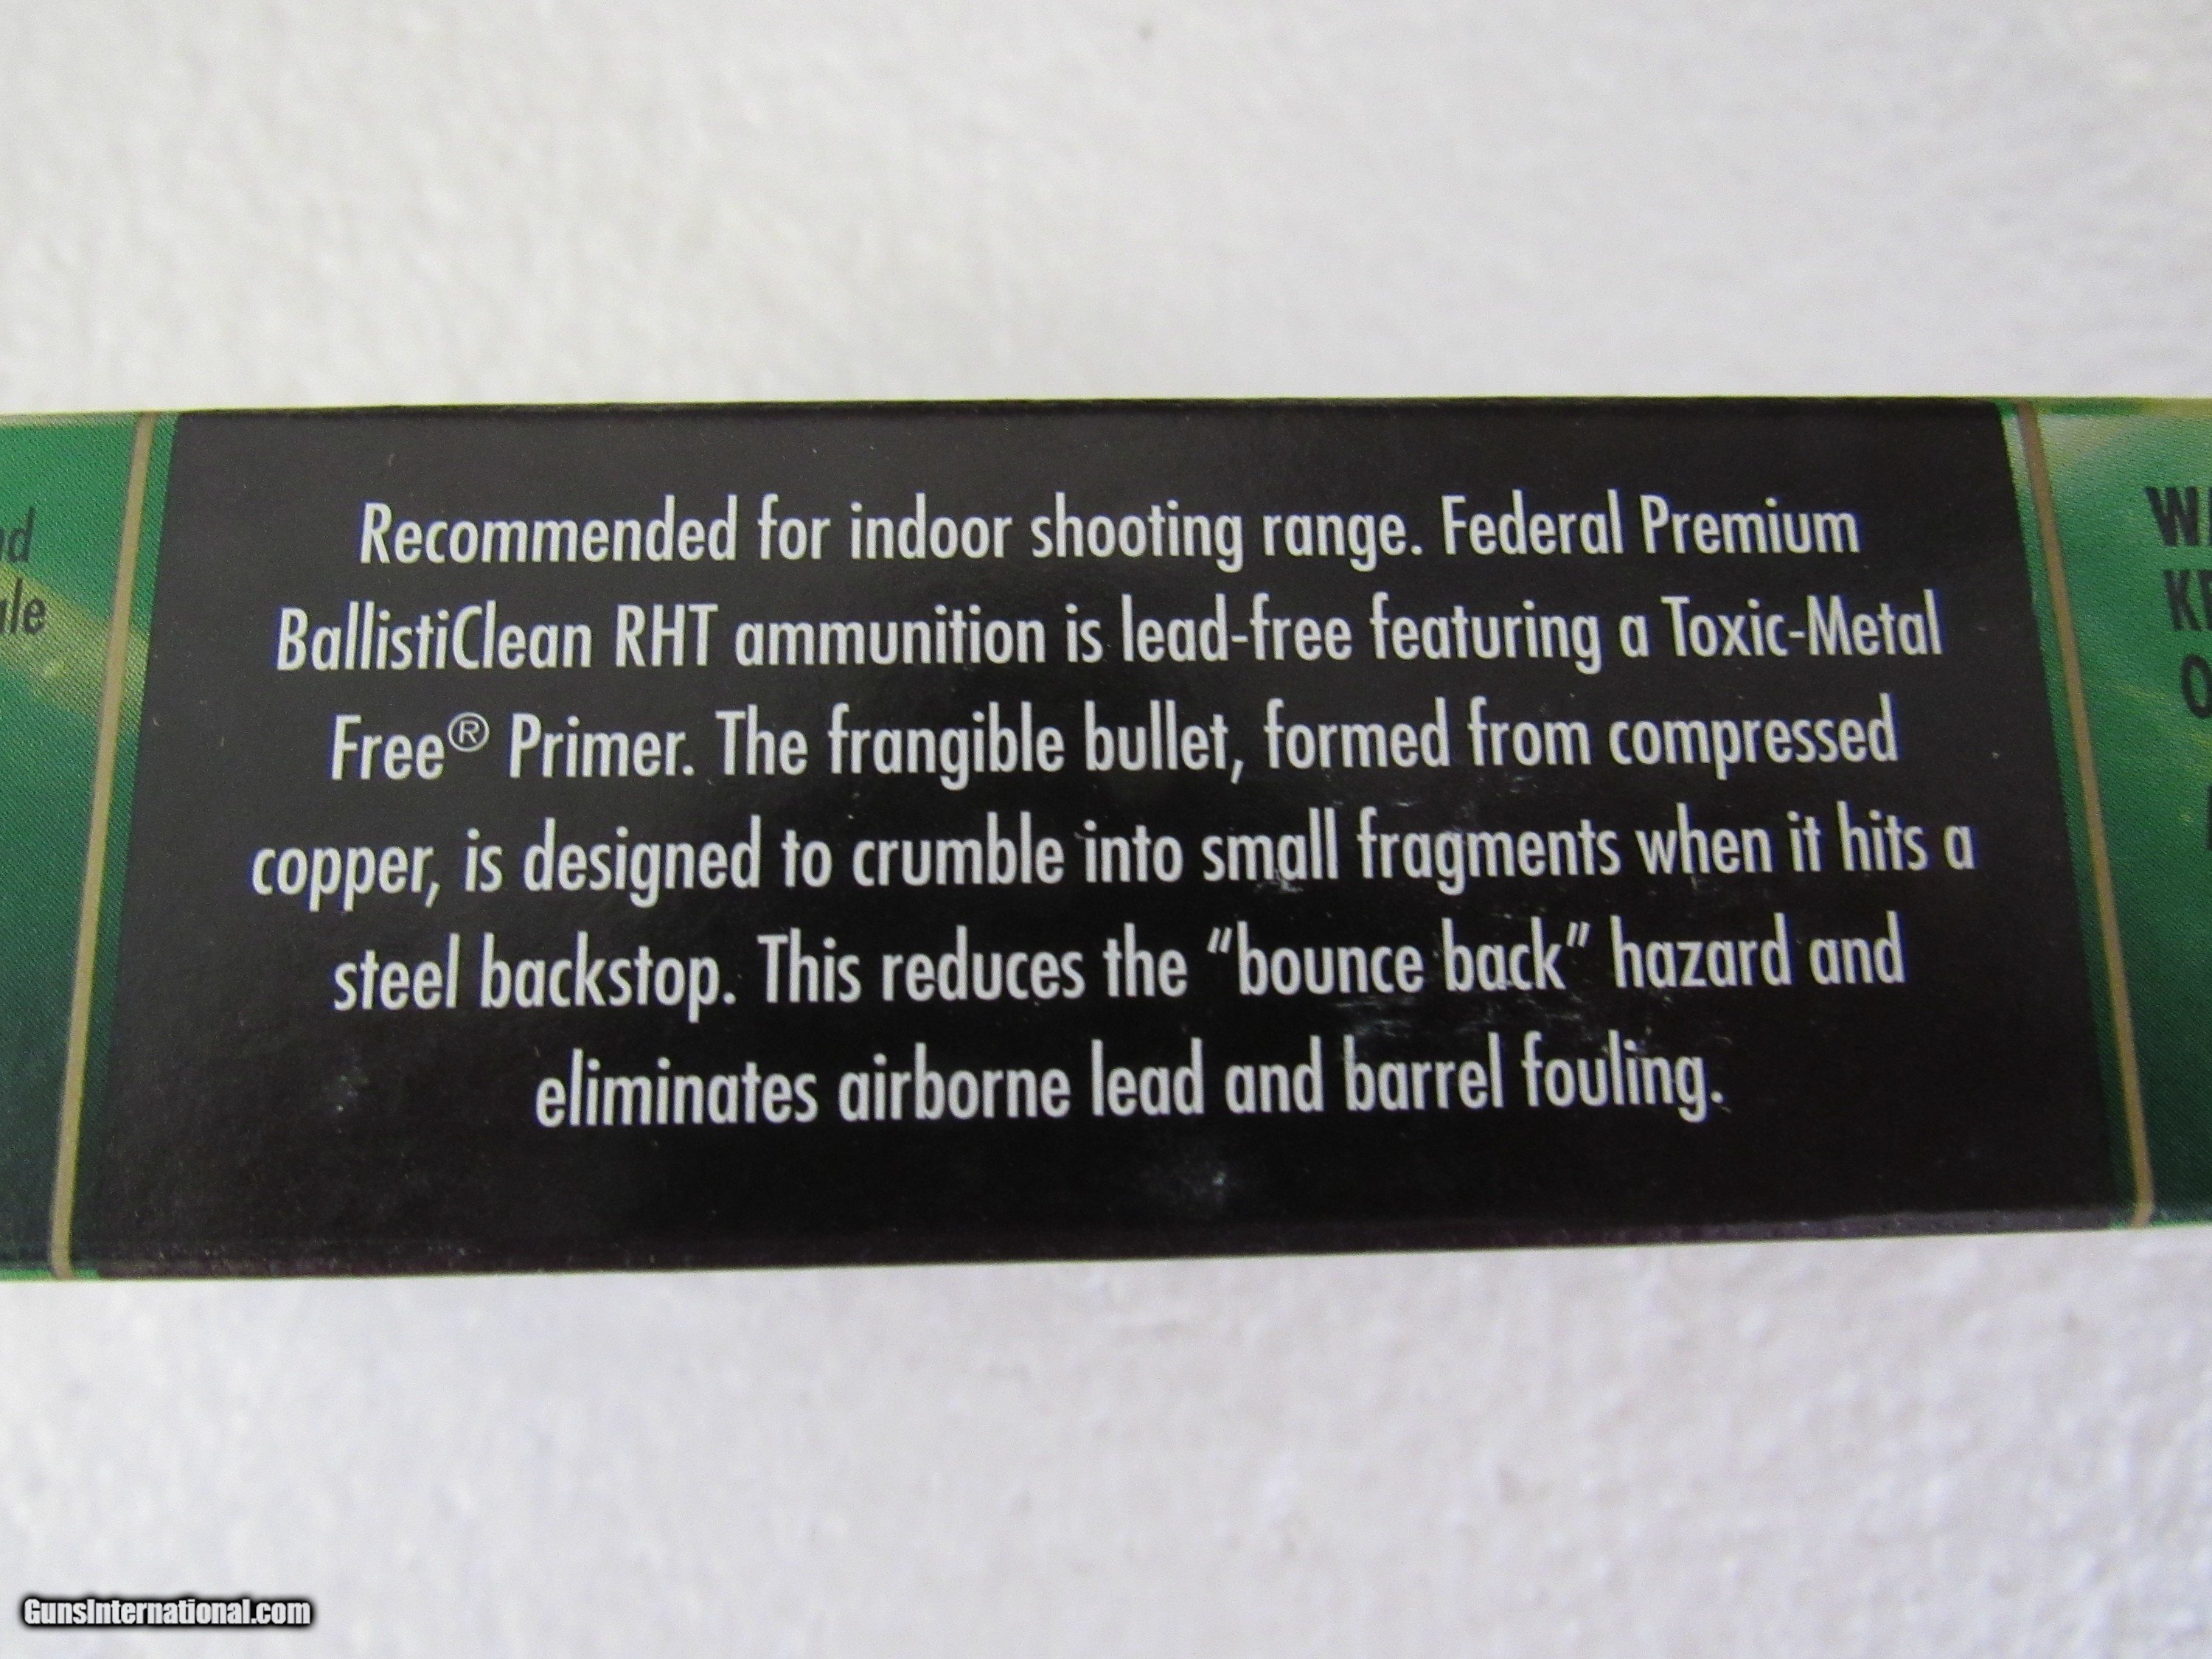 Recommended for indoor shooting range. Federal Premium
BallistiClean RHT ammunition is lead-free featuring a Toxic-Metal
Free® Primer. The frangible bullet, formed from compressed
copper, is designed to crumble into small fragments when it hits a
steel backstop. This reduces the "bounce back" hazard and
eliminates airborne lead and barrel fouling.
GunsInternational.com